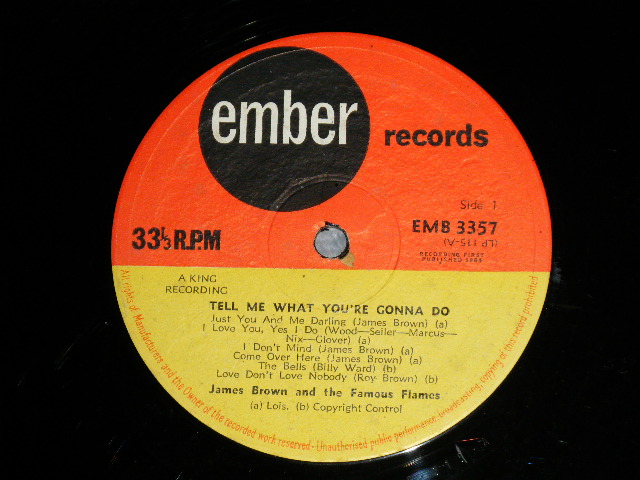 ember records
Side 1
33⅓ R.PM
EMB 3357
(LP 115-A)
RECORDING FIRST
PUBLISHED
A KING
RECORDING
TELL ME WHAT YOU'RE GONNA DO
Just You And Me Darling (James Brown) (a)
I Love You, Yes I Do (Wood—Seiler—Marcus—
Nix—Glover) (a)
I Don't Mind (James Brown) (a)
Come Over Here (James Brown) (a)
The Bells (Billy Ward) (b)
Love Don't Love Nobody (Roy Brown) (b)
James Brown and the Famous Flames
(a) Lois. (b) Copyright Control
All rights of Manufacturer and the Owner of the recorded work reserved - Unauthorised public performance, broadcasting, copying of this record prohibited